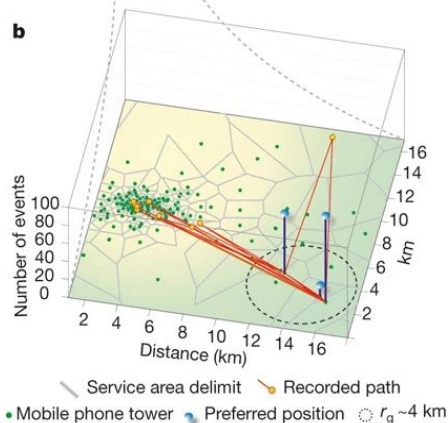 b
Number of events
100
80
60
40
20
0
2 4 6 8 10 12 14 16
Distance (km)
16
14
12
10
8
6
4
2
km
Service area delimit Recorded path
Mobile phone tower Preferred position rg ~4 km